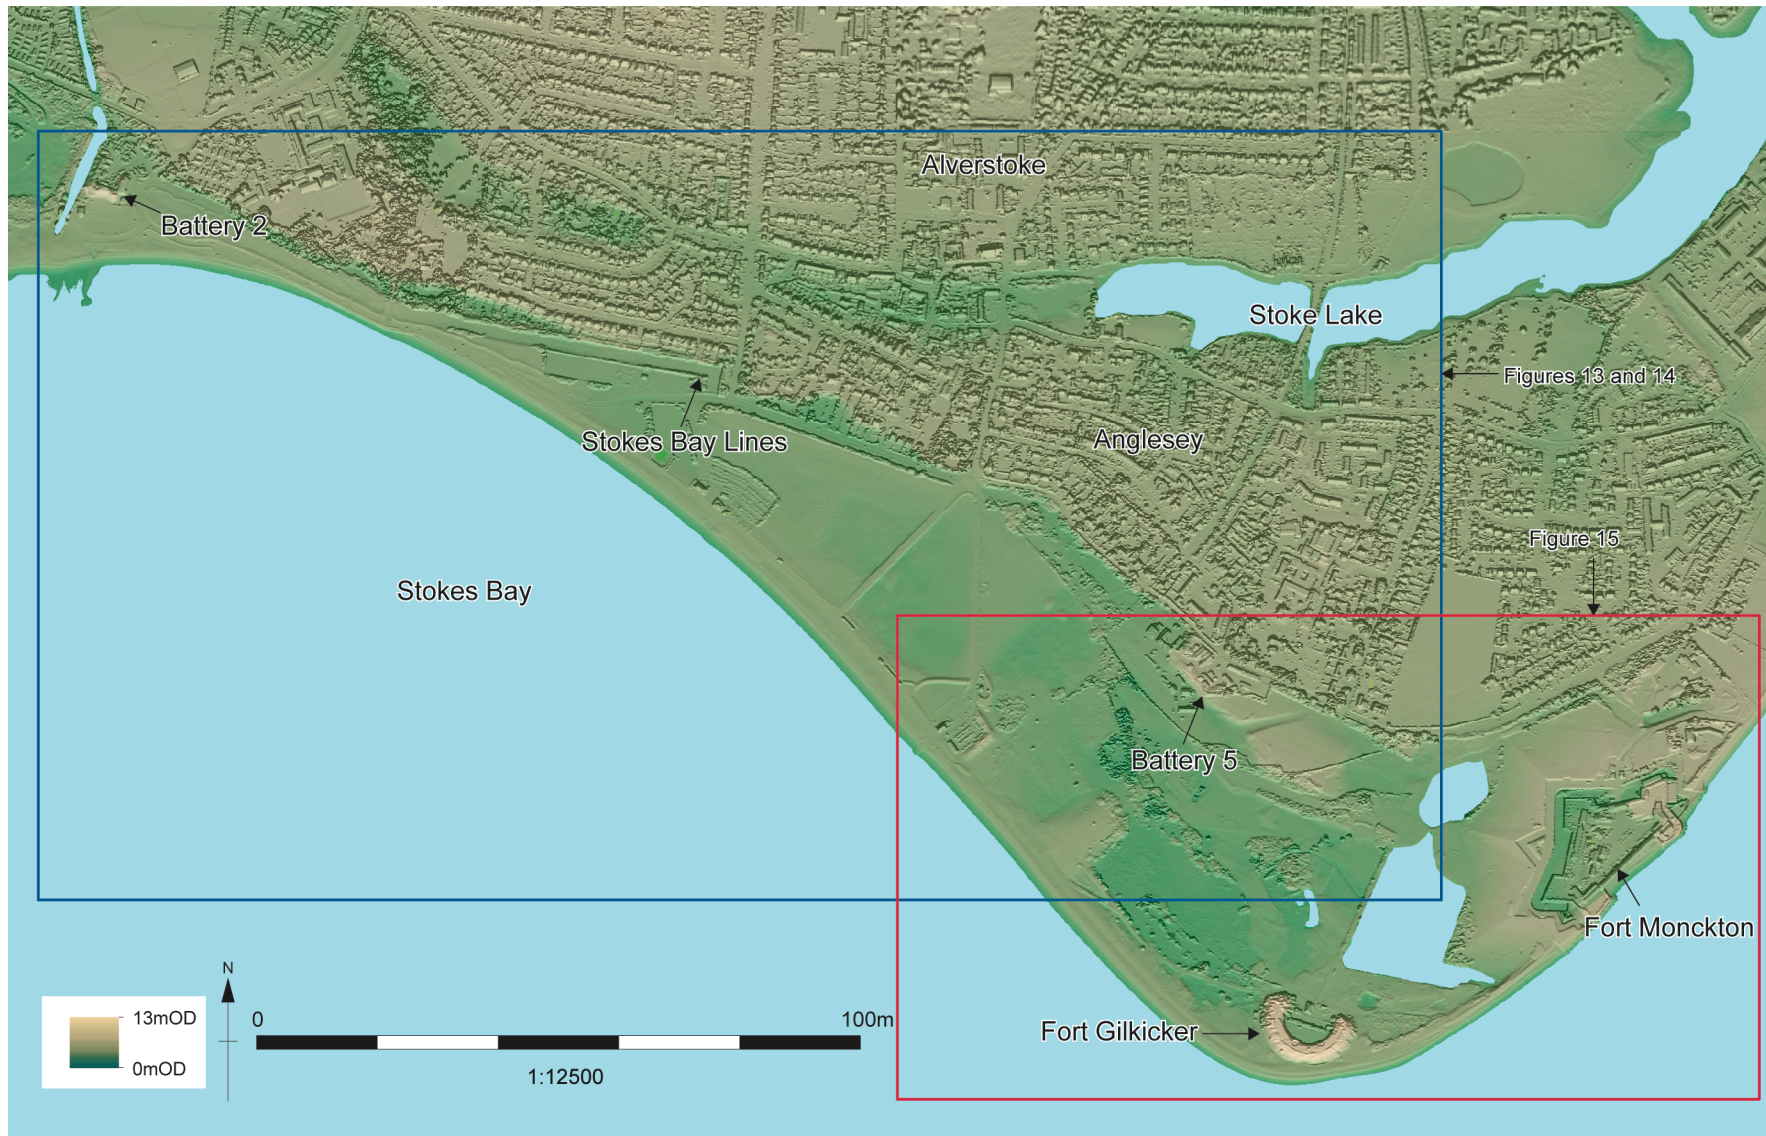 Alverstoke
Battery 2
Stoke Lake
Figures 13 and 14
Stokes Bay Lines
Anglesey
Figure 15
Stokes Bay
Battery 5
Fort Monckton
N
13mOD
0mOD
0
100m
1:12500
Fort Gilkicker